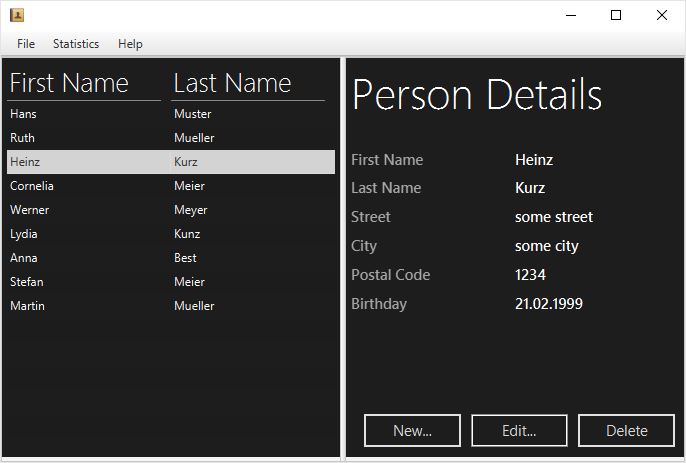 File Statistics Help
First Name Last Name
Hans Muster
Ruth Mueller
Heinz Kurz
Cornelia Meier
Werner Meyer
Lydia Kunz
Anna Best
Stefan Meier
Martin Mueller
Person Details
First Name Heinz
Last Name Kurz
Street some street
City some city
Postal Code 1234
Birthday 21.02.1999
New... Edit... Delete